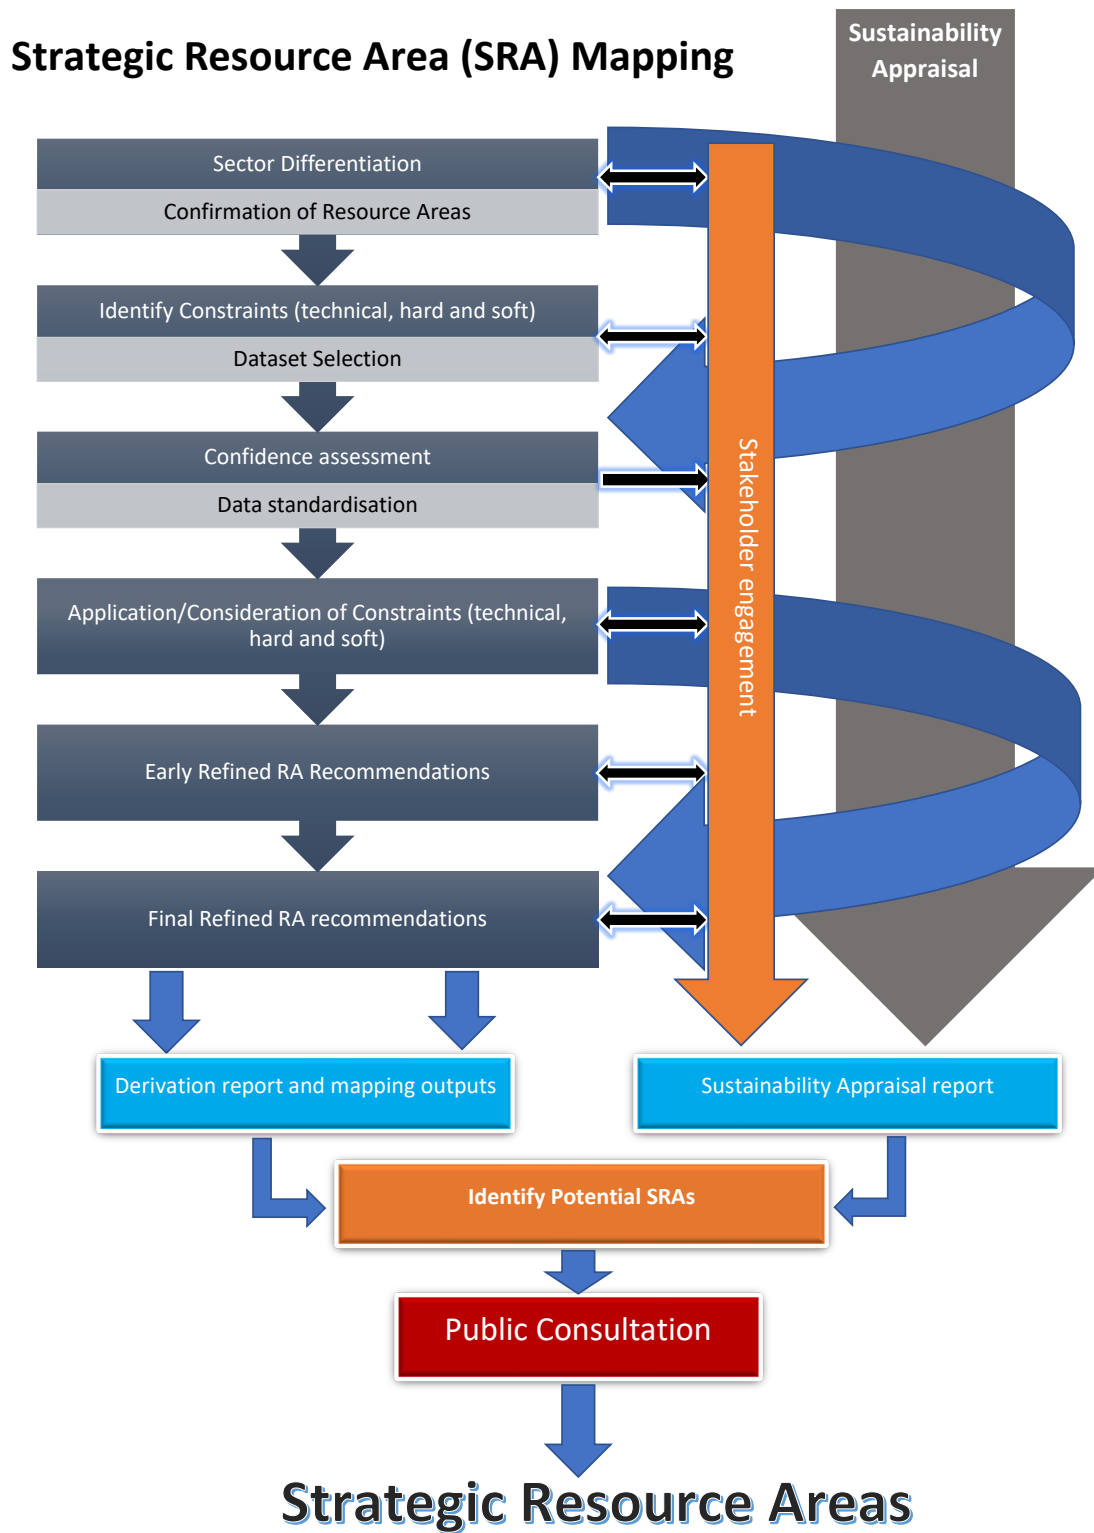 Strategic Resource Area (SRA) Mapping
Sustainability
Appraisal
Sector Differentiation
Confirmation of Resource Areas
Identify Constraints (technical, hard and soft)
Dataset Selection
Confidence assessment
Data standardisation
Application/Consideration of Constraints (technical,
hard and soft)
Early Refined RA Recommendations
Final Refined RA recommendations
Stakeholder engagement
Derivation report and mapping outputs
Sustainability Appraisal report
Identify Potential SRAs
Public Consultation
Strategic Resource Areas